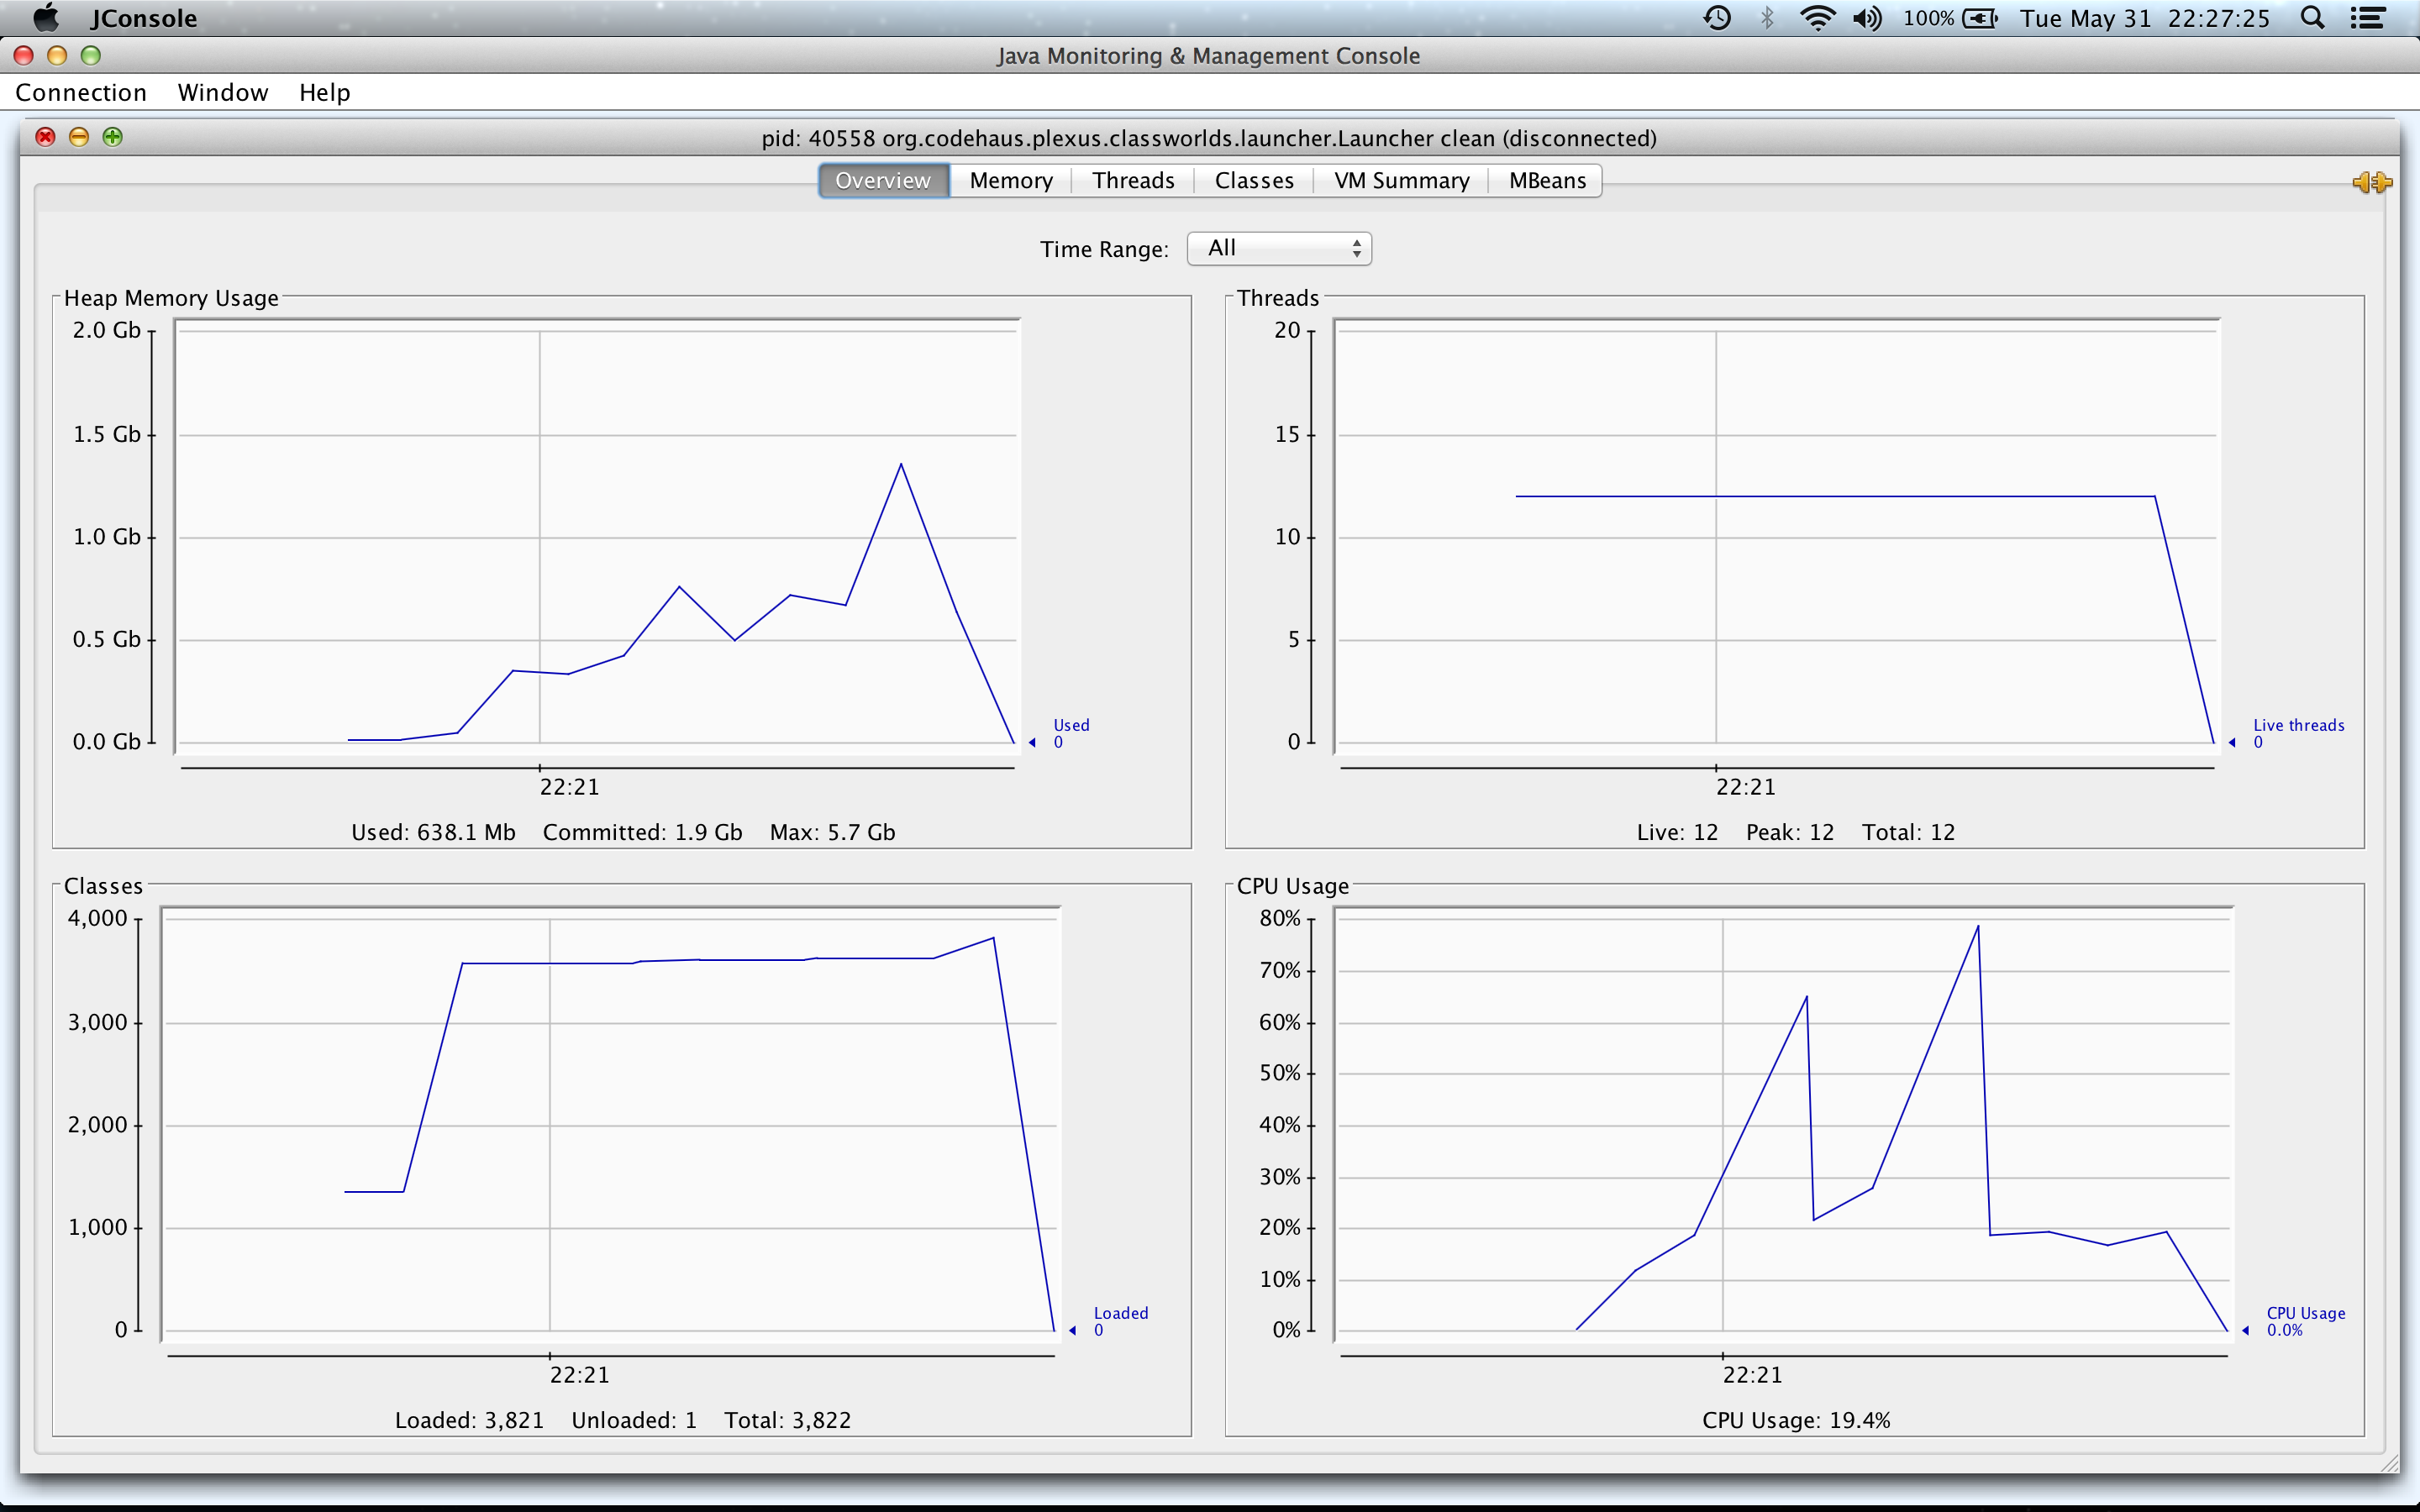 JConsole 100% Tue May 31 22:27:25
Java Monitoring & Management Console
Connection Window Help
pid: 40558 org.codehaus.plexus.classworlds.launcher.Launcher clean (disconnected)
Overview Memory Threads Classes VM Summary MBeans
Time Range: All
Heap Memory Usage
2.0 Gb
1.5 Gb
1.0 Gb
0.5 Gb
0.0 Gb
Used
0
22:21
Used: 638.1 Mb Committed: 1.9 Gb Max: 5.7 Gb
Threads
20
15
10
5
0
Live threads
0
22:21
Live: 12 Peak: 12 Total: 12
Classes
4,000
3,000
2,000
1,000
0
Loaded
0
22:21
Loaded: 3,821 Unloaded: 1 Total: 3,822
CPU Usage
80%
70%
60%
50%
40%
30%
20%
10%
0%
CPU Usage
0.0%
22:21
CPU Usage: 19.4%